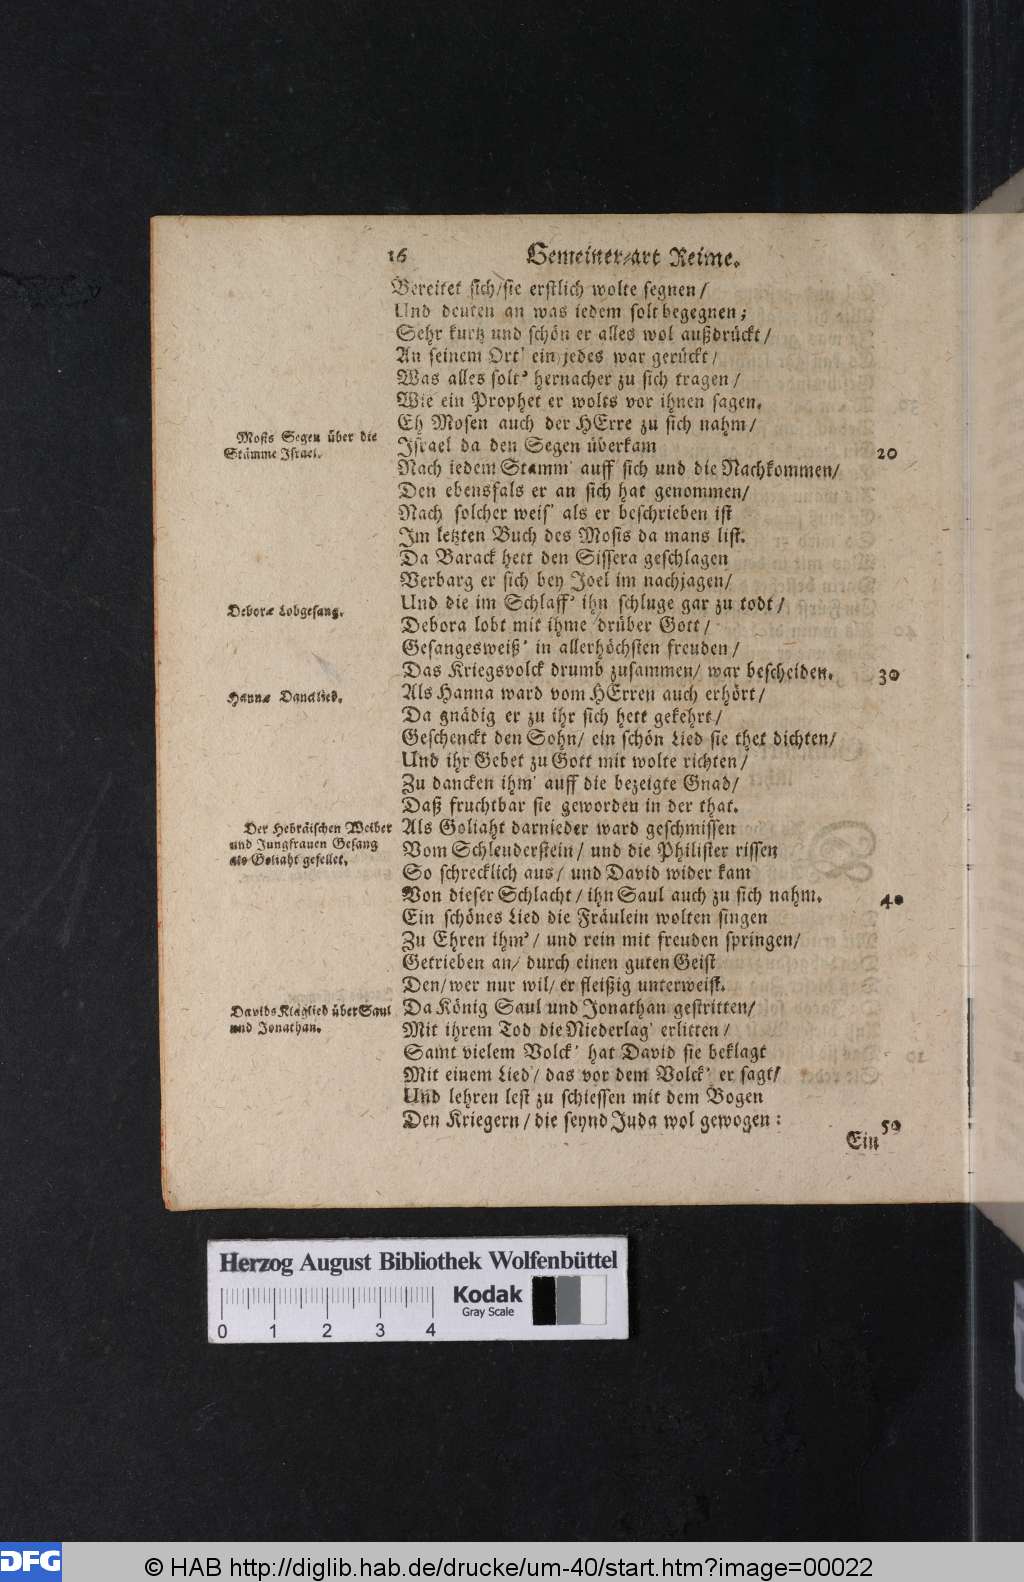 16 Gemeiner-art Reime.
Bereitet sich/sie erstlich wolte segnen/
Und deuten an was iedem solt begegnen;
Sehr kurtz und schön er alles wol außdrückt/
An seinem Ort' ein jedes war gerückt/
Was alles solt' hernacher zu sich tragen/
Wie ein Prophet er wolts vor ihnen sagen.
Eh Mosen auch der HErre zu sich nahm/
Mosis Segen über die
Stämme Israel.
Israel da den Segen überkam 20
Nach iedem Stamm' auff sich und die Nachkommen/
Den ebensfals er an sich hat genommen/
Nach solcher weis' als er beschrieben ist
Im letzten Buch des Mosis da mans list.
Da Barack hett den Sissera geschlagen
Verbarg er sich bey Joel im nachjagen/
Deboræ Lobgesang.
Und die im Schlaff' ihn schluge gar zu todt/
Debora lobt mit ihme drüber Gott/
Gesangesweiß' in allerhöchsten freuden/
Das Kriegsvolck drumb zusammen/ war bescheiden. 30
Hannæ Dancklied.
Als Hanna ward vom HErren auch erhört/
Da gnädig er zu ihr sich hett gekehrt/
Geschenckt den Sohn/ ein schön Lied sie thet dichten/
Und ihr Gebet zu Gott mit wolte richten/
Zu dancken ihm' auff die bezeigte Gnad/
Daß fruchtbar sie geworden in der that.
Der Hebräischen Weiber
und Jungfrauen Gesang
als Goliaht gefellet.
Als Goliaht darnieder ward geschmissen
Vom Schleuderstein/ und die Philister rissen
So schrecklich aus/ und David wider kam
Von dieser Schlacht/ ihn Saul auch zu sich nahm. 40
Ein schönes Lied die Fräulein wolten singen
Zu Ehren ihm'/ und rein mit freuden springen/
Getrieben an/ durch einen guten Geist
Den/wer nur wil/ er fleißig unterweist.
Davids Klaglied über Saul
und Jonathan.
Da König Saul und Jonathan gestritten/
Mit ihrem Tod die Niederlag' erlitten/
Samt vielem Volck' hat David sie beklagt
Mit einem Lied/ das vor dem Volck' er sagt/
Und lehren lest zu schiessen mit dem Bogen
Den Kriegern/ die seynd Juda wol gewogen: 50
Ein
Herzog August Bibliothek Wolfenbüttel
Kodak
Gray Scale
0 1 2 3 4
DFG © HAB http://diglib.hab.de/drucke/um-40/start.htm?image=00022